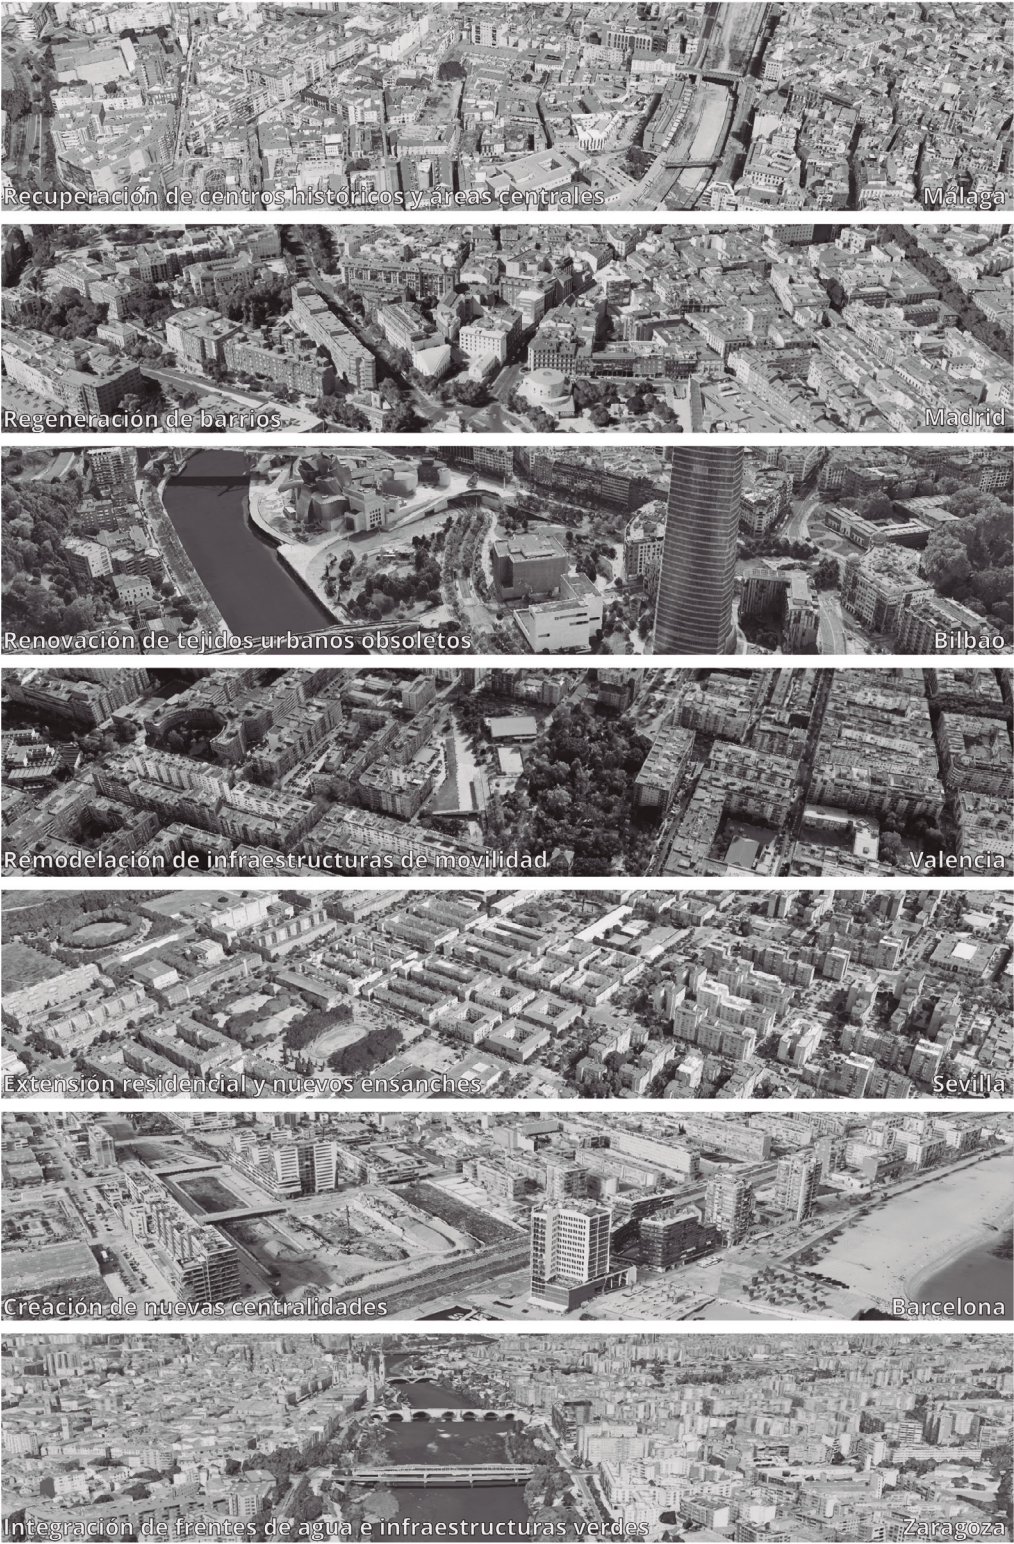 Recuperación de centros históricos y áreas centrales Málaga
Regeneración de barrios Madrid
Renovación de tejidos urbanos obsoletos Bilbao
Remodelación de infraestructuras de movilidad Valencia
Extensión residencial y nuevos ensanches Sevilla
Creación de nuevas centralidades Barcelona
Integración de frentes de agua e infraestructuras verdes Zaragoza